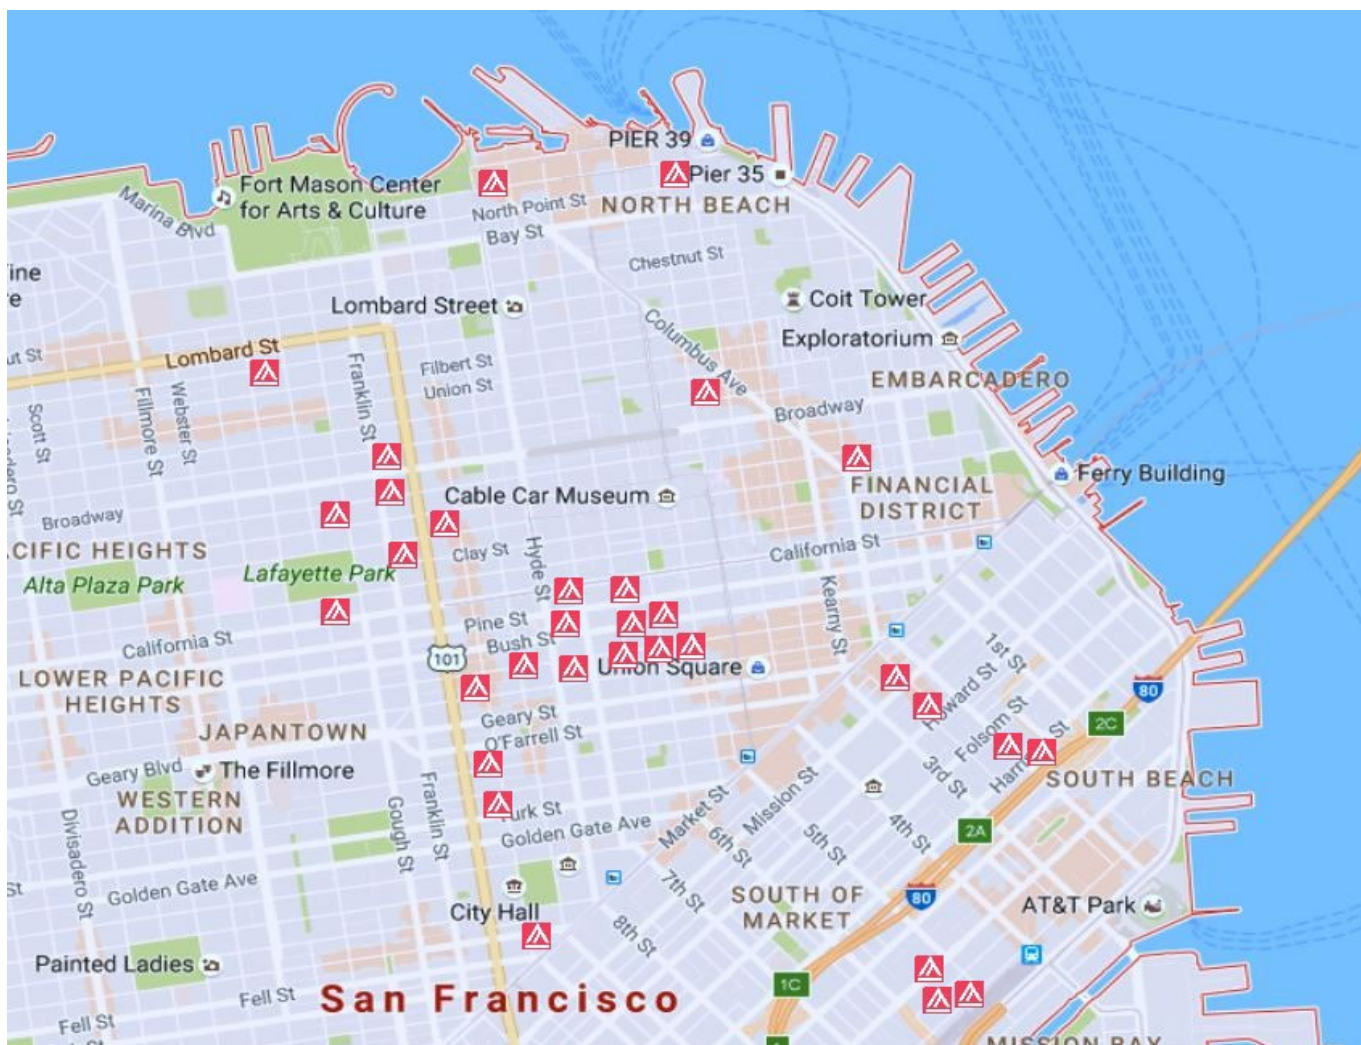 PIER 39
Pier 35
Fort Mason Center
for Arts & Culture
Marina Blvd
North Point St
NORTH BEACH
Bay St
Chestnut St
Lombard Street
Coit Tower
Exploratorium
Columbus Ave
Lombard St
Filbert St
Union St
EMBARCADERO
Broadway
Franklin St
Webster St
Fillmore St
Scott St
Ferry Building
FINANCIAL
DISTRICT
Cable Car Museum
Broadway
CIFIC HEIGHTS
Clay St
Hyde St
California St
Lafayette Park
Alta Plaza Park
Kearny St
Pine St
Bush St
California St
101
Union Square
1st St
Howard St
Folsom St
80
2C
LOWER PACIFIC
HEIGHTS
Geary St
O'Farrell St
JAPANTOWN
Geary Blvd
The Fillmore
3rd St
SOUTH BEACH
WESTERN
ADDITION
Franklin St
Gough St
Divisadero St
Golden Gate Ave
Market St
Mission St
6th St
5th St
4th St
2A
7th St
SOUTH OF
MARKET
80
AT&T Park
Golden Gate Ave
City Hall
8th St
Painted Ladies
Fell St
San Francisco
1C
Fell St
MISSION BAY